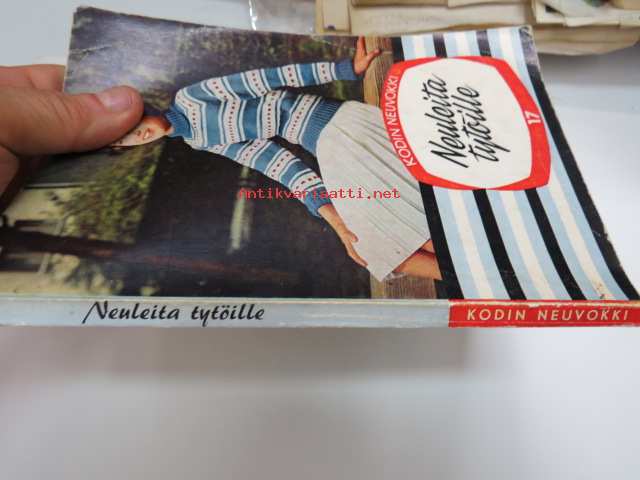 KODIN NEUVOKKI
Neuleita
tytöille
17
Antikvariaatti.net
Neuleita tytöille
KODIN NEUVOKKI